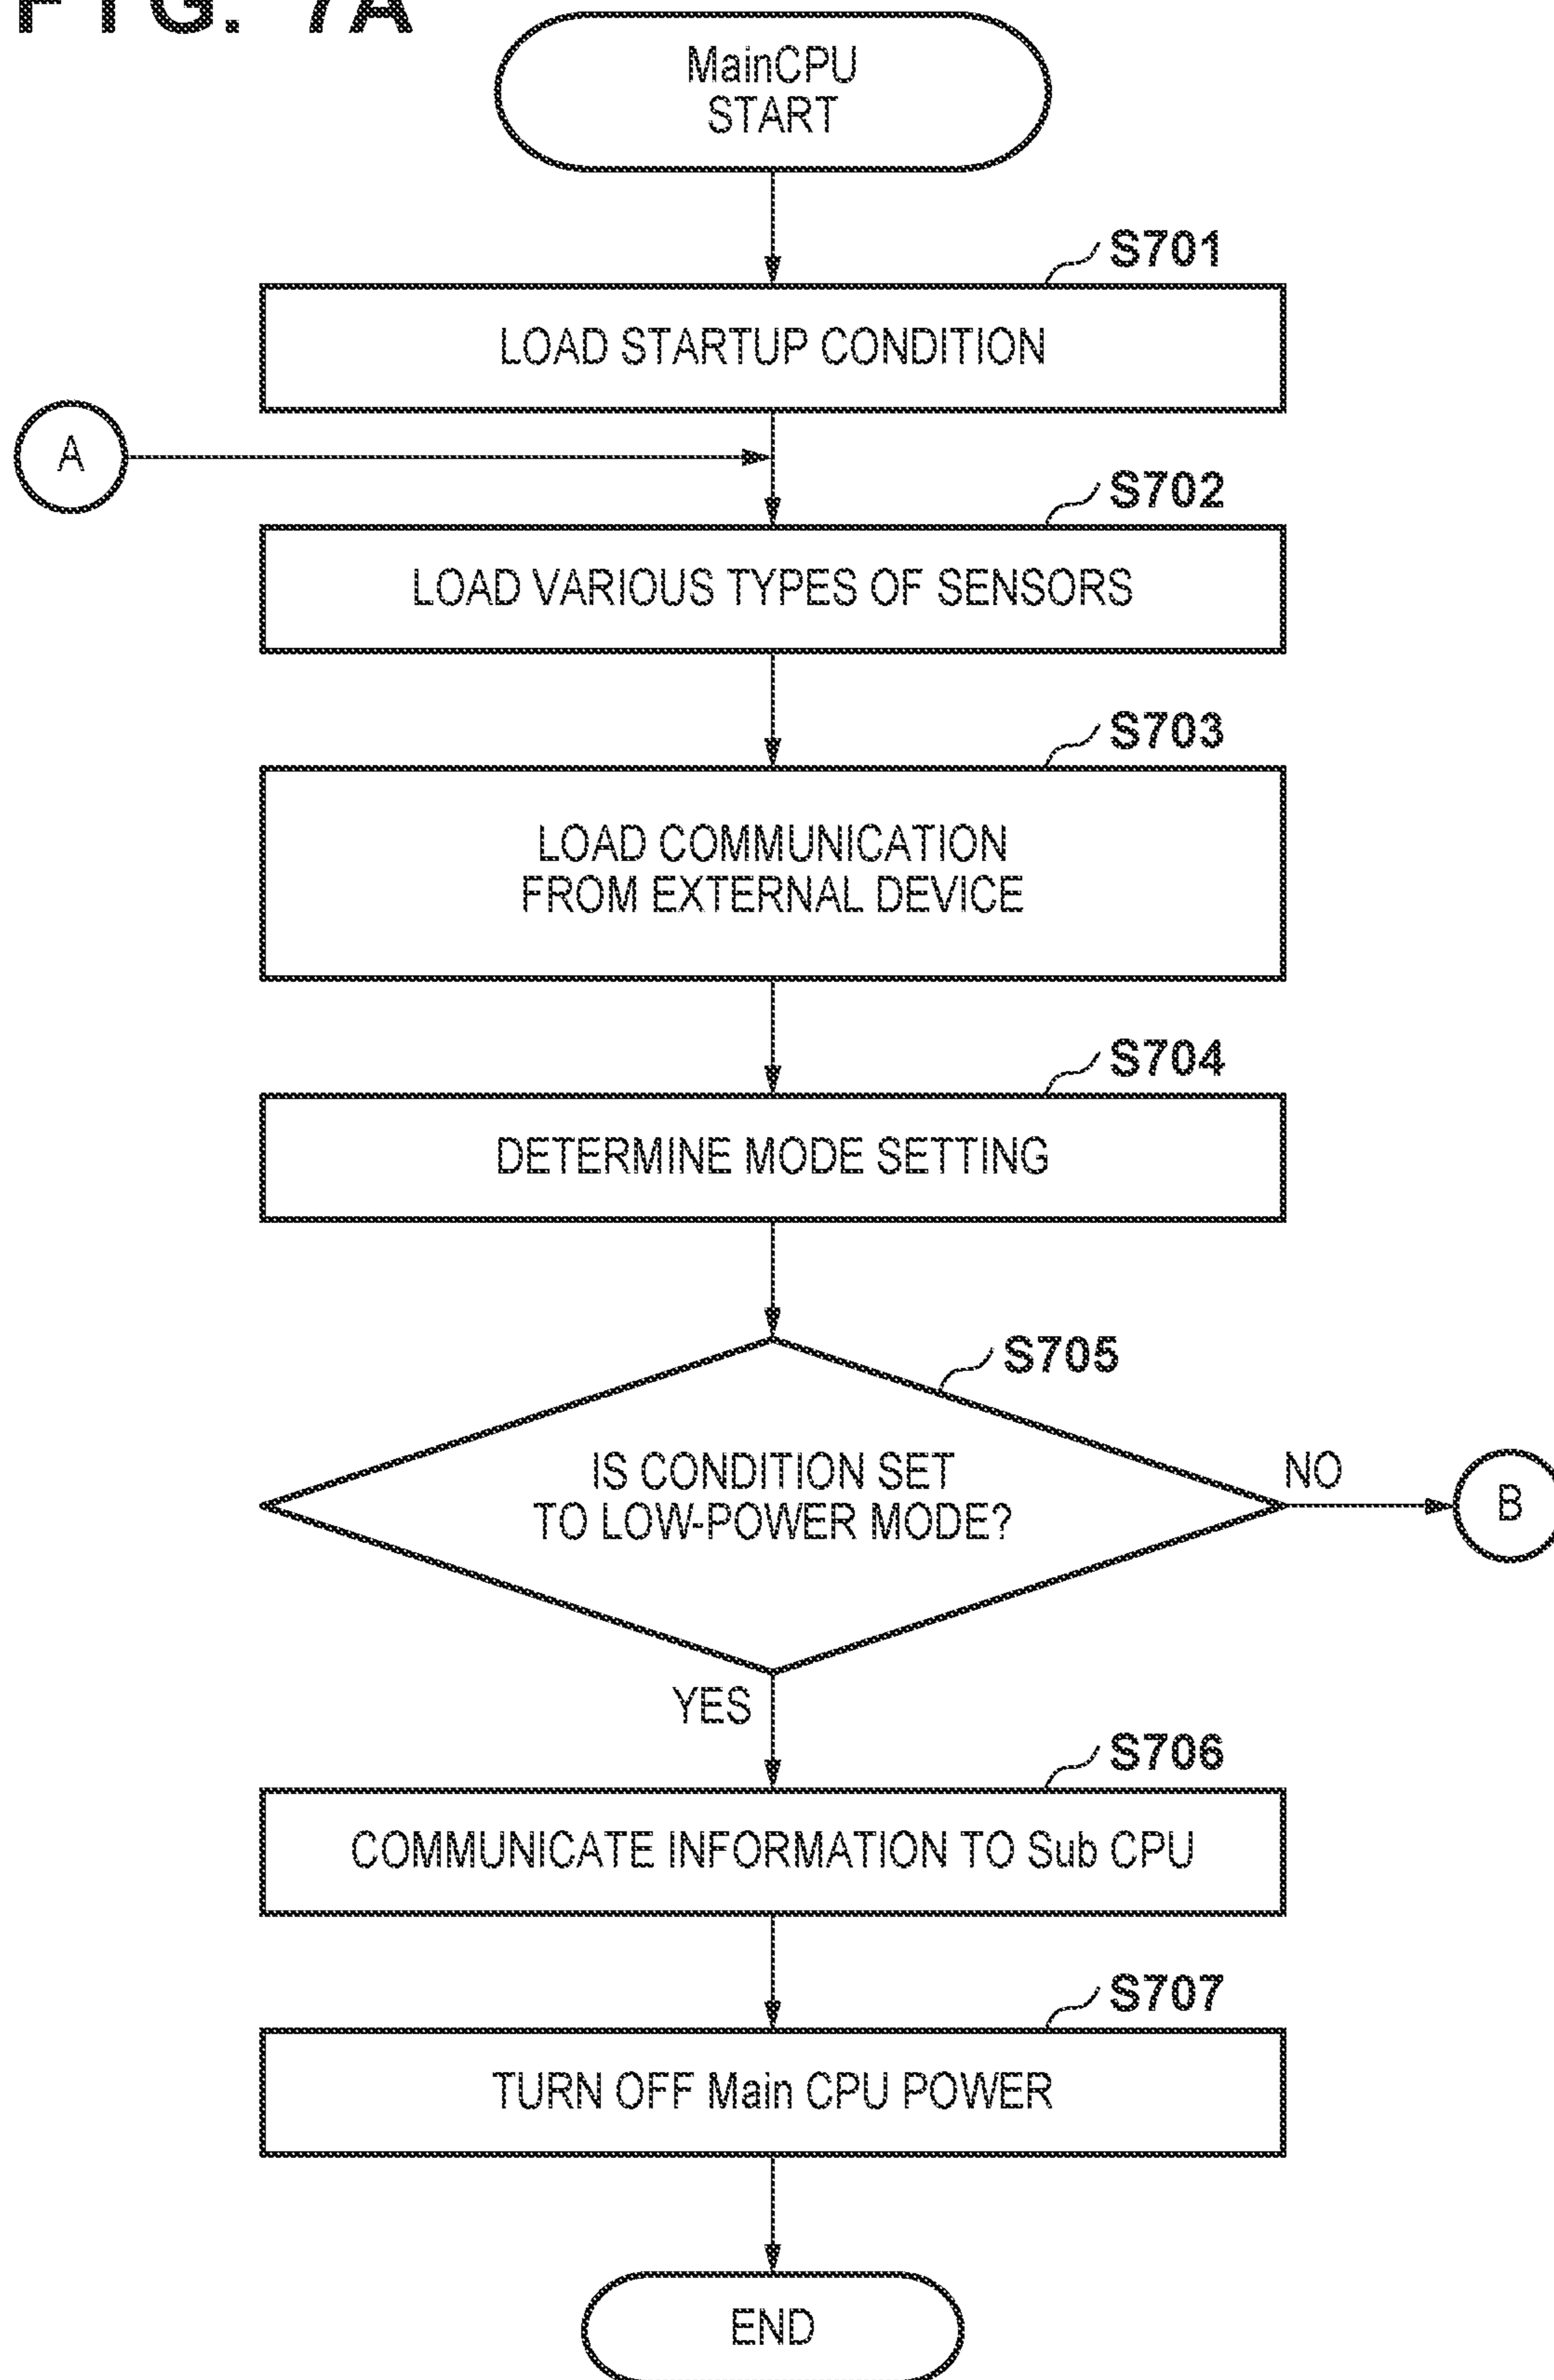 FIG. 7A
MainCPU
START
S701
LOAD STARTUP CONDITION
A
S702
LOAD VARIOUS TYPES OF SENSORS
S703
LOAD COMMUNICATION
FROM EXTERNAL DEVICE
S704
DETERMINE MODE SETTING
S705
IS CONDITION SET
TO LOW-POWER MODE?
NO
B
YES
S706
COMMUNICATE INFORMATION TO Sub CPU
S707
TURN OFF Main CPU POWER
END